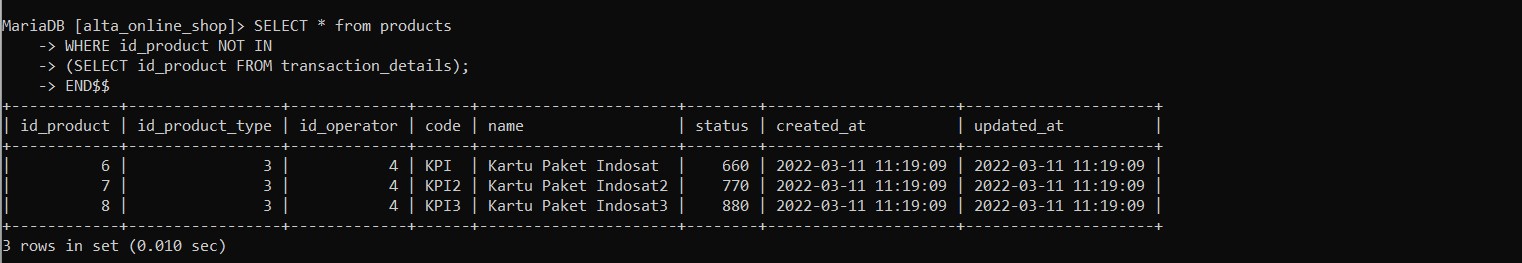 MariaDB [alta_online_shop]> SELECT * from products
    -> WHERE id_product NOT IN
    -> (SELECT id_product FROM transaction_details);
    -> END$$
+------------+-----------------+-------------+------+---------------------+--------+---------------------+---------------------+
| id_product | id_product_type | id_operator | code | name                | status | created_at          | updated_at          |
+------------+-----------------+-------------+------+---------------------+--------+---------------------+---------------------+
|          6 |               3 |           4 | KPI  | Kartu Paket Indosat  |    660 | 2022-03-11 11:19:09 | 2022-03-11 11:19:09 |
|          7 |               3 |           4 | KPI2 | Kartu Paket Indosat2 |    770 | 2022-03-11 11:19:09 | 2022-03-11 11:19:09 |
|          8 |               3 |           4 | KPI3 | Kartu Paket Indosat3 |    880 | 2022-03-11 11:19:09 | 2022-03-11 11:19:09 |
+------------+-----------------+-------------+------+---------------------+--------+---------------------+---------------------+
3 rows in set (0.010 sec)